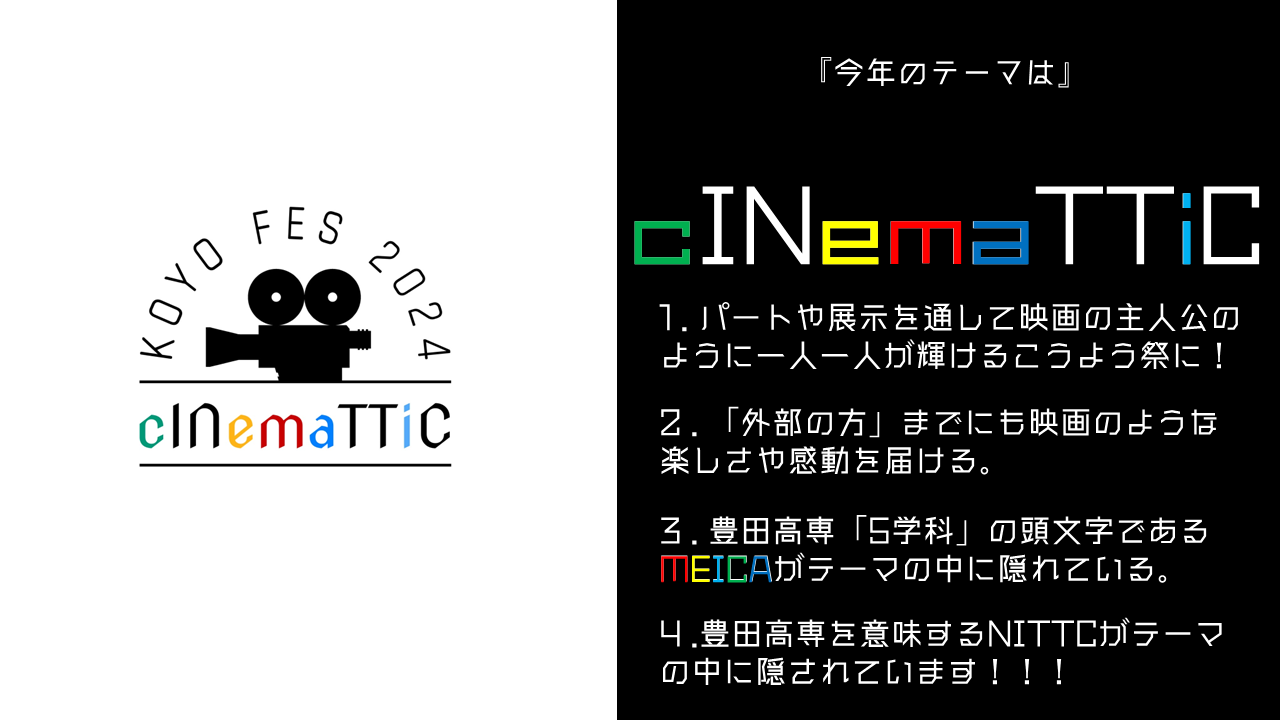 KOYO FES 2024
cINemaTTiC
『今年のテーマは』
cINemaTTiC
1.パートや展示を通して映画の主人公の
ように一人一人が輝けるこうよう祭に！
2.「外部の方」までにも映画のような
楽しさや感動を届ける。
3.豊田高専「5学科」の頭文字である
MEICAがテーマの中に隠れている。
4.豊田高専を意味するNITTCがテーマ
の中に隠されています！！！